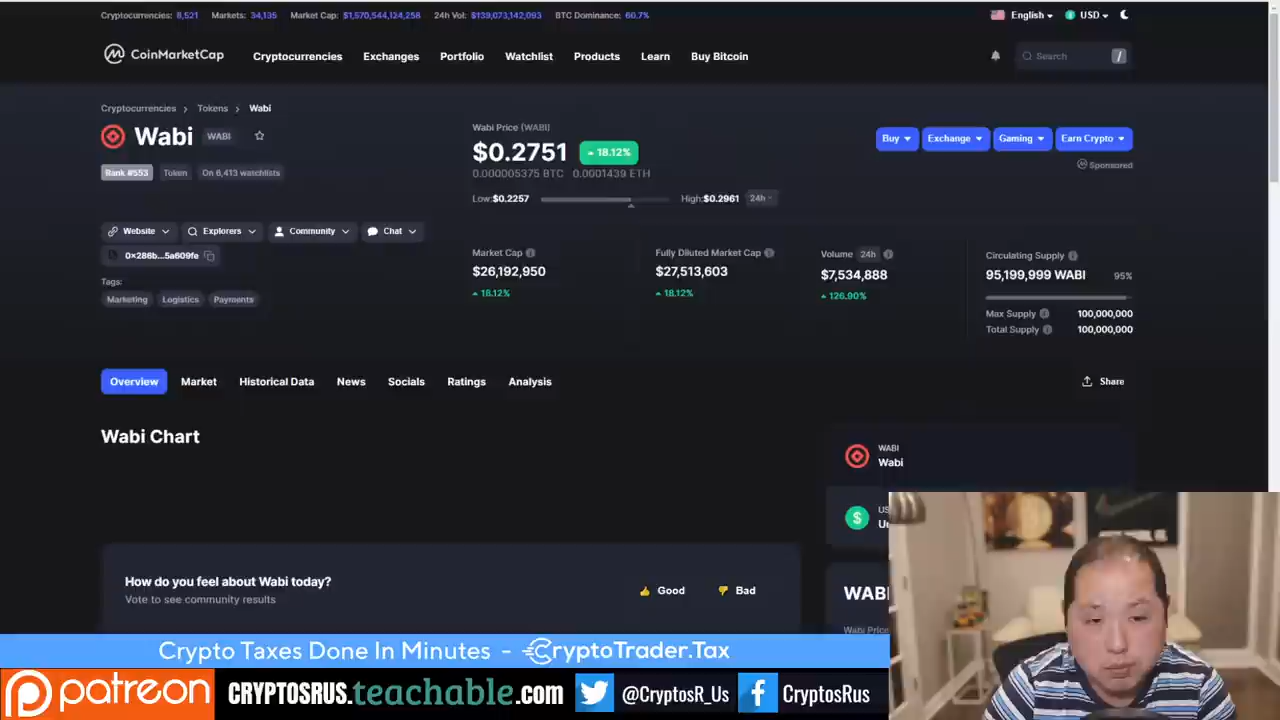 Cryptocurrencies: 8,521 Markets: 34,135 Market Cap: $1,570,544,124,258 24h Vol: $139,073,142,093 BTC Dominance: 60.7% English USD
CoinMarketCap Cryptocurrencies Exchanges Portfolio Watchlist Products Learn Buy Bitcoin Search /
Cryptocurrencies > Tokens > Wabi
Wabi WABI
Rank #553 Token On 6,413 watchlists
Website Explorers Community Chat
0x286b...5a609fe
Tags:
Marketing Logistics Payments
Wabi Price (WABI)
$0.2751 18.12%
0.000005375 BTC 0.0001439 ETH
Low: $0.2257 High: $0.2961 24h
Buy Exchange Gaming Earn Crypto
Sponsored
Market Cap
$26,192,950
18.12%
Fully Diluted Market Cap
$27,513,603
18.12%
Volume 24h
$7,534,888
126.90%
Circulating Supply
95,199,999 WABI 95%
Max Supply 100,000,000
Total Supply 100,000,000
Overview Market Historical Data News Socials Ratings Analysis Share
Wabi Chart
WABI
Wabi
$
How do you feel about Wabi today?
Vote to see community results
Good Bad
WABI
Wabi Price
Crypto Taxes Done In Minutes - CryptoTrader.Tax
patreon CRYPTOSRUS.teachable.com @CryptosR_Us CryptosRus